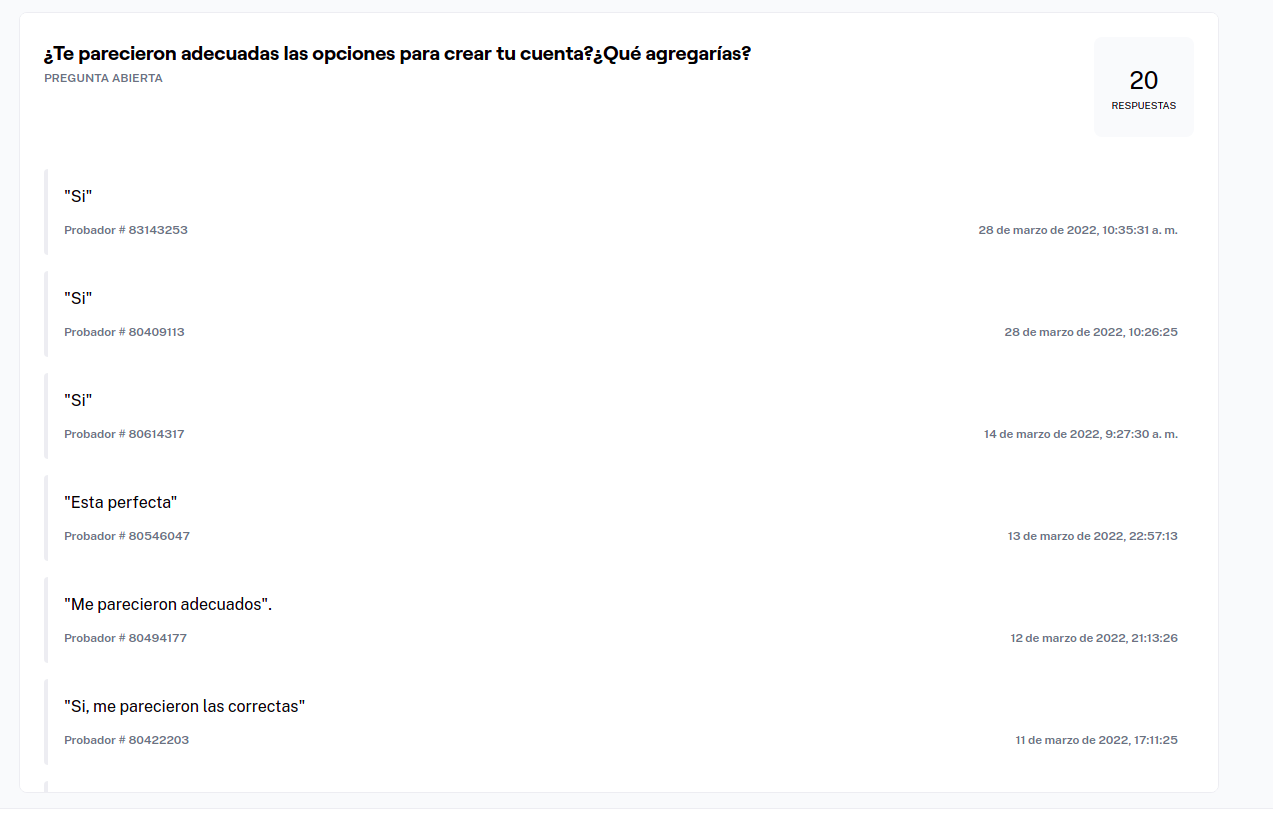 ¿Te parecieron adecuadas las opciones para crear tu cuenta?¿Qué agregarías?
PREGUNTA ABIERTA
20
RESPUESTAS
"Si"
Probador # 83143253
28 de marzo de 2022, 10:35:31 a. m.
"Si"
Probador # 80409113
28 de marzo de 2022, 10:26:25
"Si"
Probador # 80614317
14 de marzo de 2022, 9:27:30 a. m.
"Esta perfecta"
Probador # 80546047
13 de marzo de 2022, 22:57:13
"Me parecieron adecuados".
Probador # 80494177
12 de marzo de 2022, 21:13:26
"Si, me parecieron las correctas"
Probador # 80422203
11 de marzo de 2022, 17:11:25